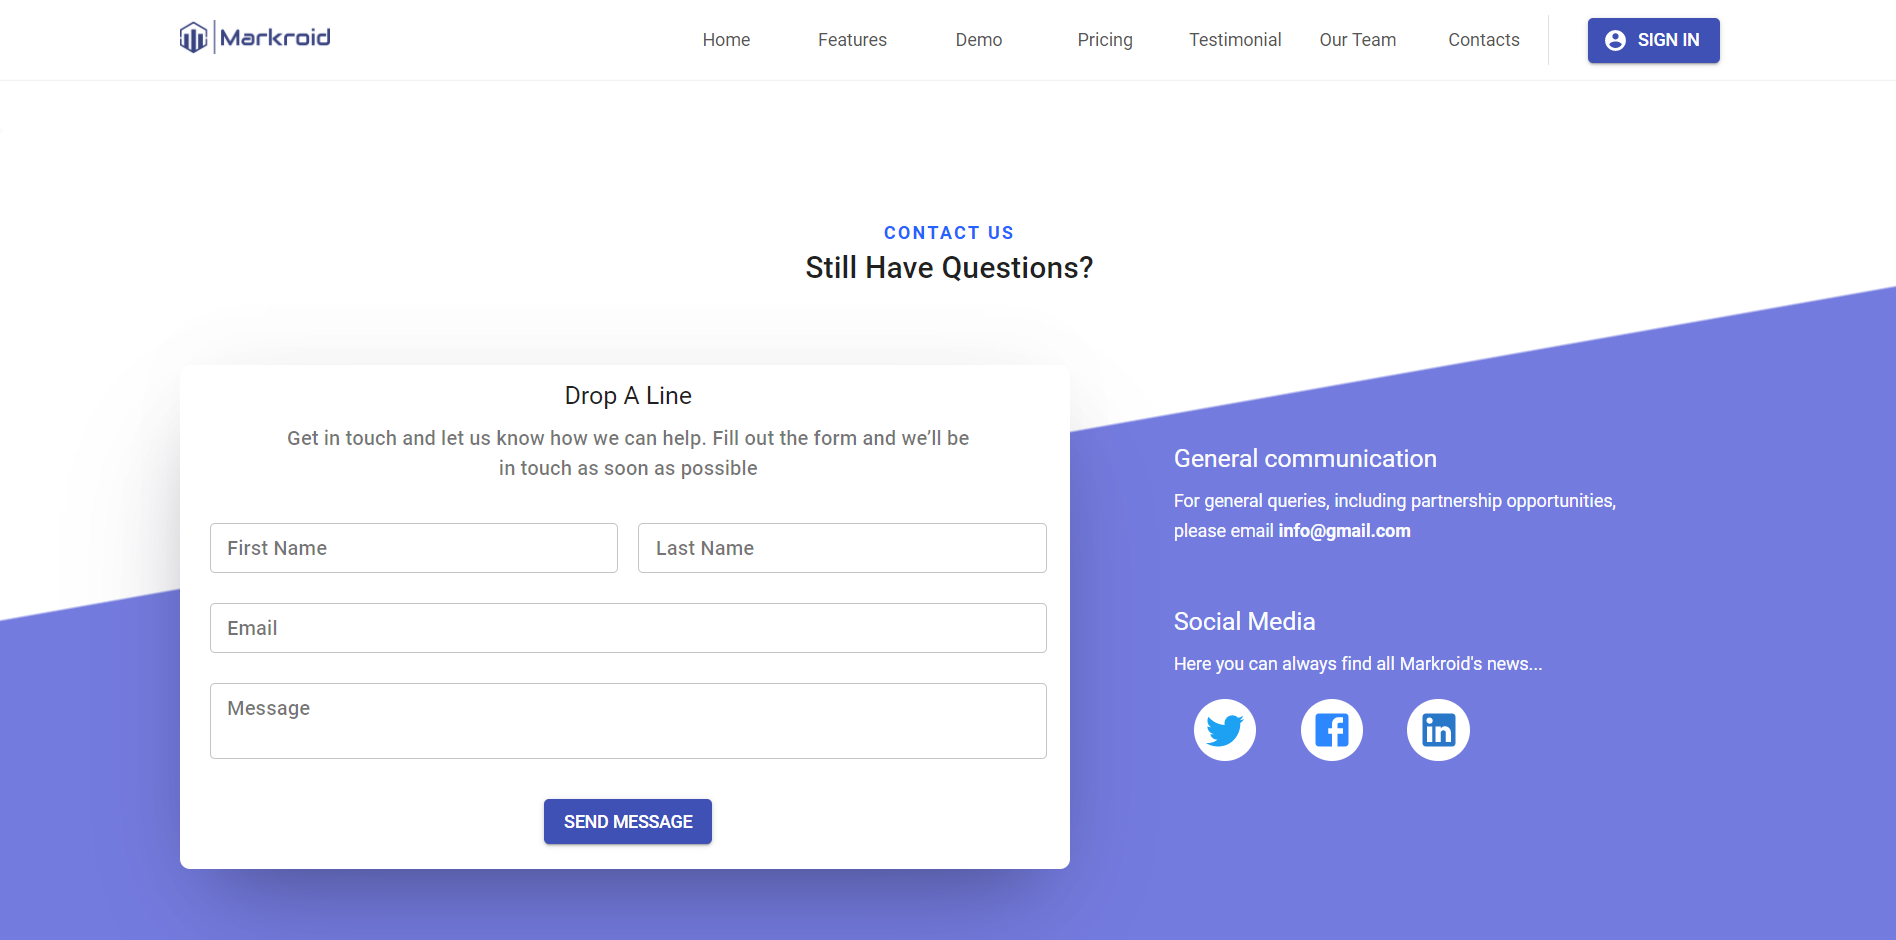 Markroid
Home Features Demo Pricing Testimonial Our Team Contacts SIGN IN
CONTACT US
Still Have Questions?
Drop A Line
Get in touch and let us know how we can help. Fill out the form and we’ll be
in touch as soon as possible
First Name Last Name
Email
Message
SEND MESSAGE
General communication
For general queries, including partnership opportunities,
please email info@gmail.com
Social Media
Here you can always find all Markroid's news...
f in